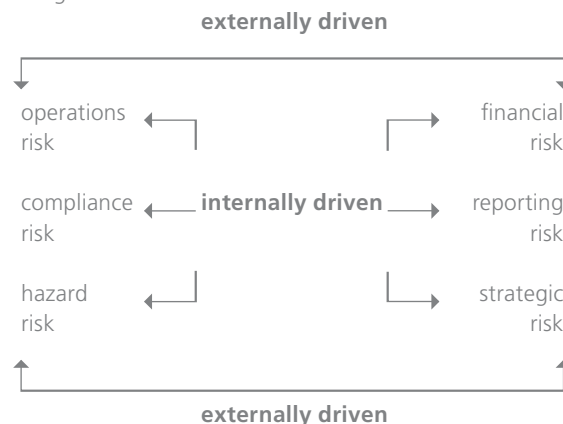 externally driven
operations financial
risk risk
compliance internally driven reporting
risk risk
hazard strategic
risk risk
externally driven